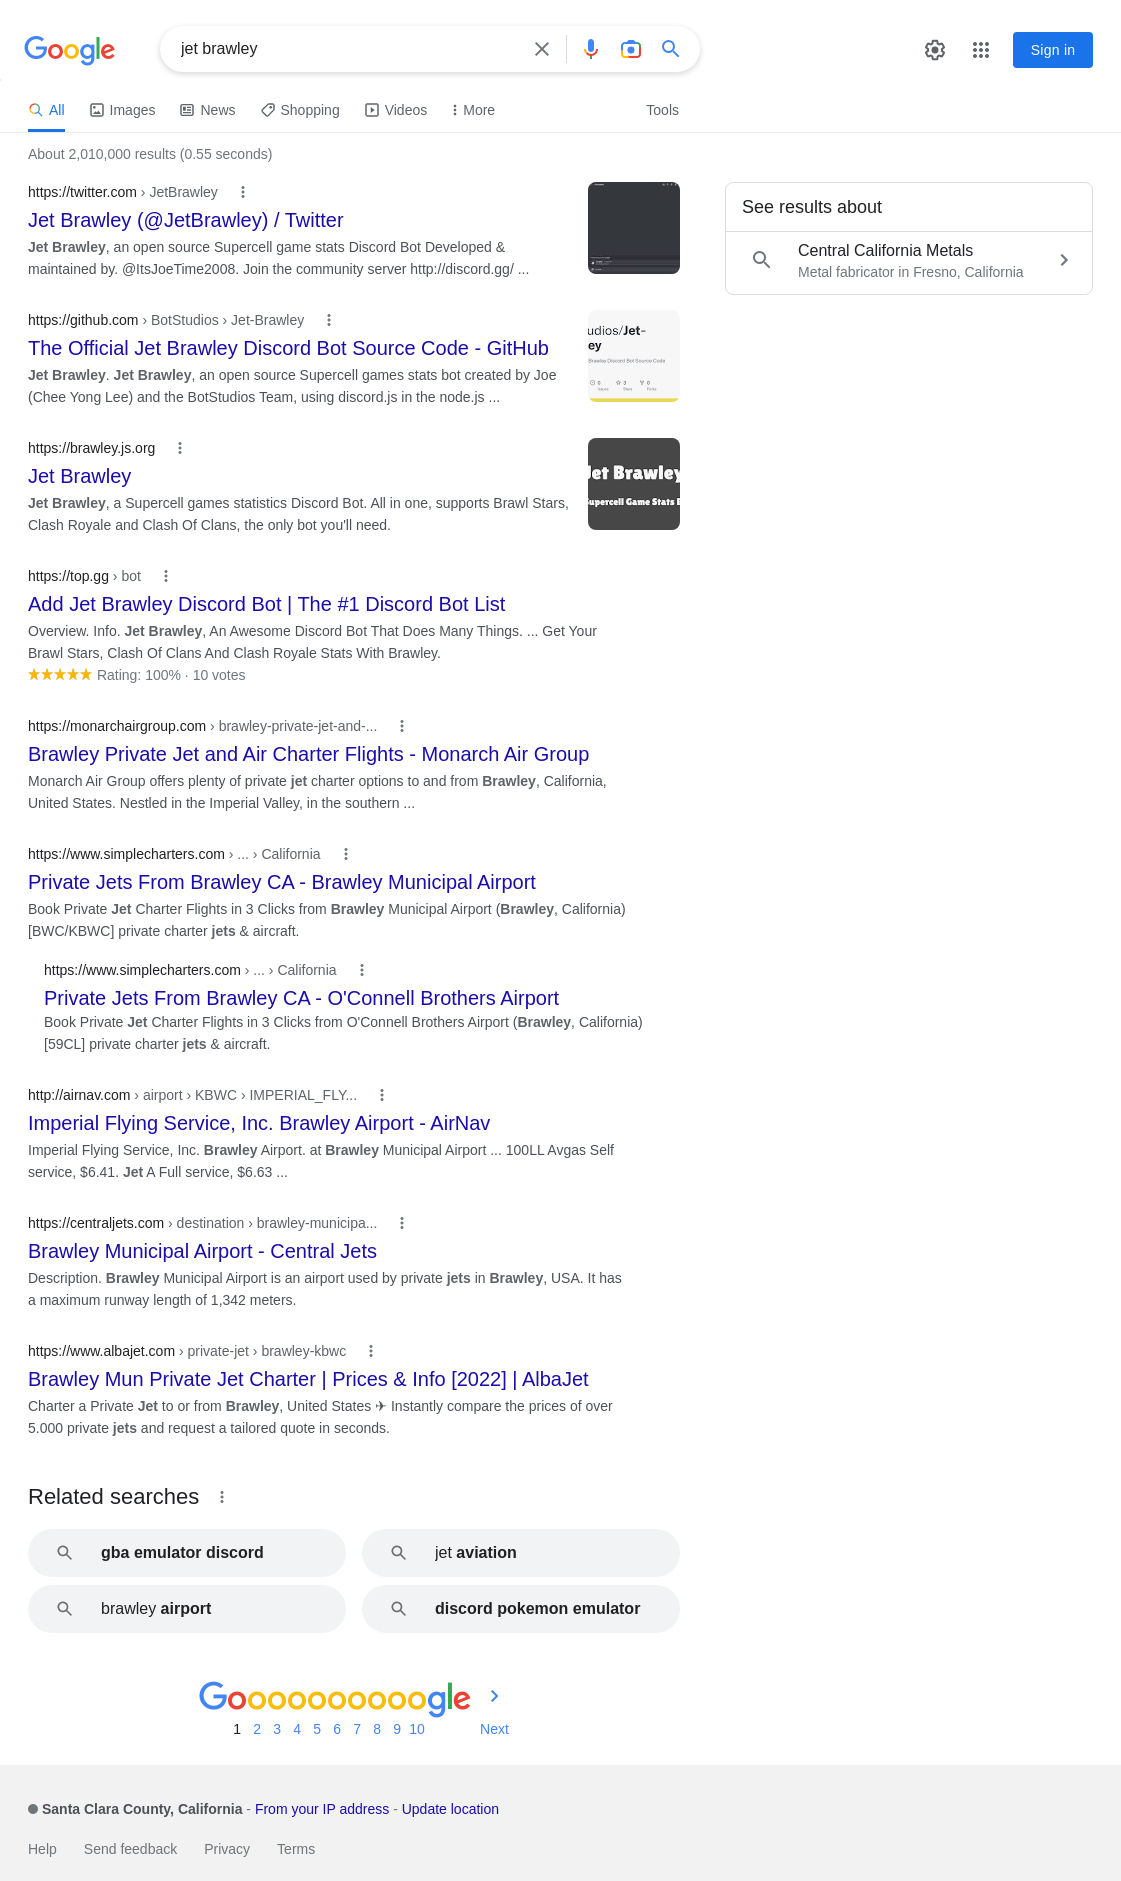 Google
jet brawley
Sign in
All
Images
News
Shopping
Videos
More
Tools
About 2,010,000 results (0.55 seconds)
https://twitter.com › JetBrawley
Jet Brawley (@JetBrawley) / Twitter
Jet Brawley, an open source Supercell game stats Discord Bot Developed &
maintained by. @ItsJoeTime2008. Join the community server http://discord.gg/ ...
See results about
Central California Metals
Metal fabricator in Fresno, California
https://github.com › BotStudios › Jet-Brawley
The Official Jet Brawley Discord Bot Source Code - GitHub
Jet Brawley. Jet Brawley, an open source Supercell games stats bot created by Joe
(Chee Yong Lee) and the BotStudios Team, using discord.js in the node.js ...
udios/Jet-
ey
Brawley Discord Bot Source Code
0
3
0
Issues
Stars
Forks
https://brawley.js.org
Jet Brawley
Jet Brawley, a Supercell games statistics Discord Bot. All in one, supports Brawl Stars,
Clash Royale and Clash Of Clans, the only bot you'll need.
Jet Brawley
Supercell Game Stats B
https://top.gg › bot
Add Jet Brawley Discord Bot | The #1 Discord Bot List
Overview. Info. Jet Brawley, An Awesome Discord Bot That Does Many Things. ... Get Your
Brawl Stars, Clash Of Clans And Clash Royale Stats With Brawley.
Rating: 100% · 10 votes
https://monarchairgroup.com › brawley-private-jet-and-...
Brawley Private Jet and Air Charter Flights - Monarch Air Group
Monarch Air Group offers plenty of private jet charter options to and from Brawley, California,
United States. Nestled in the Imperial Valley, in the southern ...
https://www.simplecharters.com › ... › California
Private Jets From Brawley CA - Brawley Municipal Airport
Book Private Jet Charter Flights in 3 Clicks from Brawley Municipal Airport (Brawley, California)
[BWC/KBWC] private charter jets & aircraft.
https://www.simplecharters.com › ... › California
Private Jets From Brawley CA - O'Connell Brothers Airport
Book Private Jet Charter Flights in 3 Clicks from O'Connell Brothers Airport (Brawley, California)
[59CL] private charter jets & aircraft.
http://airnav.com › airport › KBWC › IMPERIAL_FLY...
Imperial Flying Service, Inc. Brawley Airport - AirNav
Imperial Flying Service, Inc. Brawley Airport. at Brawley Municipal Airport ... 100LL Avgas Self
service, $6.41. Jet A Full service, $6.63 ...
https://centraljets.com › destination › brawley-municipa...
Brawley Municipal Airport - Central Jets
Description. Brawley Municipal Airport is an airport used by private jets in Brawley, USA. It has
a maximum runway length of 1,342 meters.
https://www.albajet.com › private-jet › brawley-kbwc
Brawley Mun Private Jet Charter | Prices & Info [2022] | AlbaJet
Charter a Private Jet to or from Brawley, United States ✈ Instantly compare the prices of over
5.000 private jets and request a tailored quote in seconds.
Related searches
gba emulator discord
jet aviation
brawley airport
discord pokemon emulator
Goooooooooogle
1 2 3 4 5 6 7 8 9 10 Next
Santa Clara County, California - From your IP address - Update location
Help Send feedback Privacy Terms